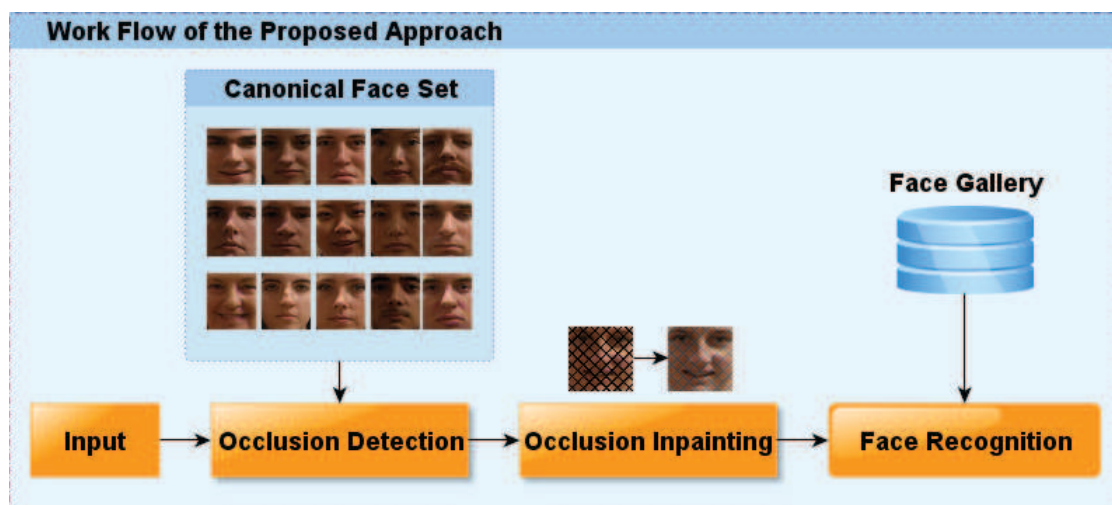 Work Flow of the Proposed Approach
Canonical Face Set
Face Gallery
Input
Occlusion Detection
Occlusion Inpainting
Face Recognition